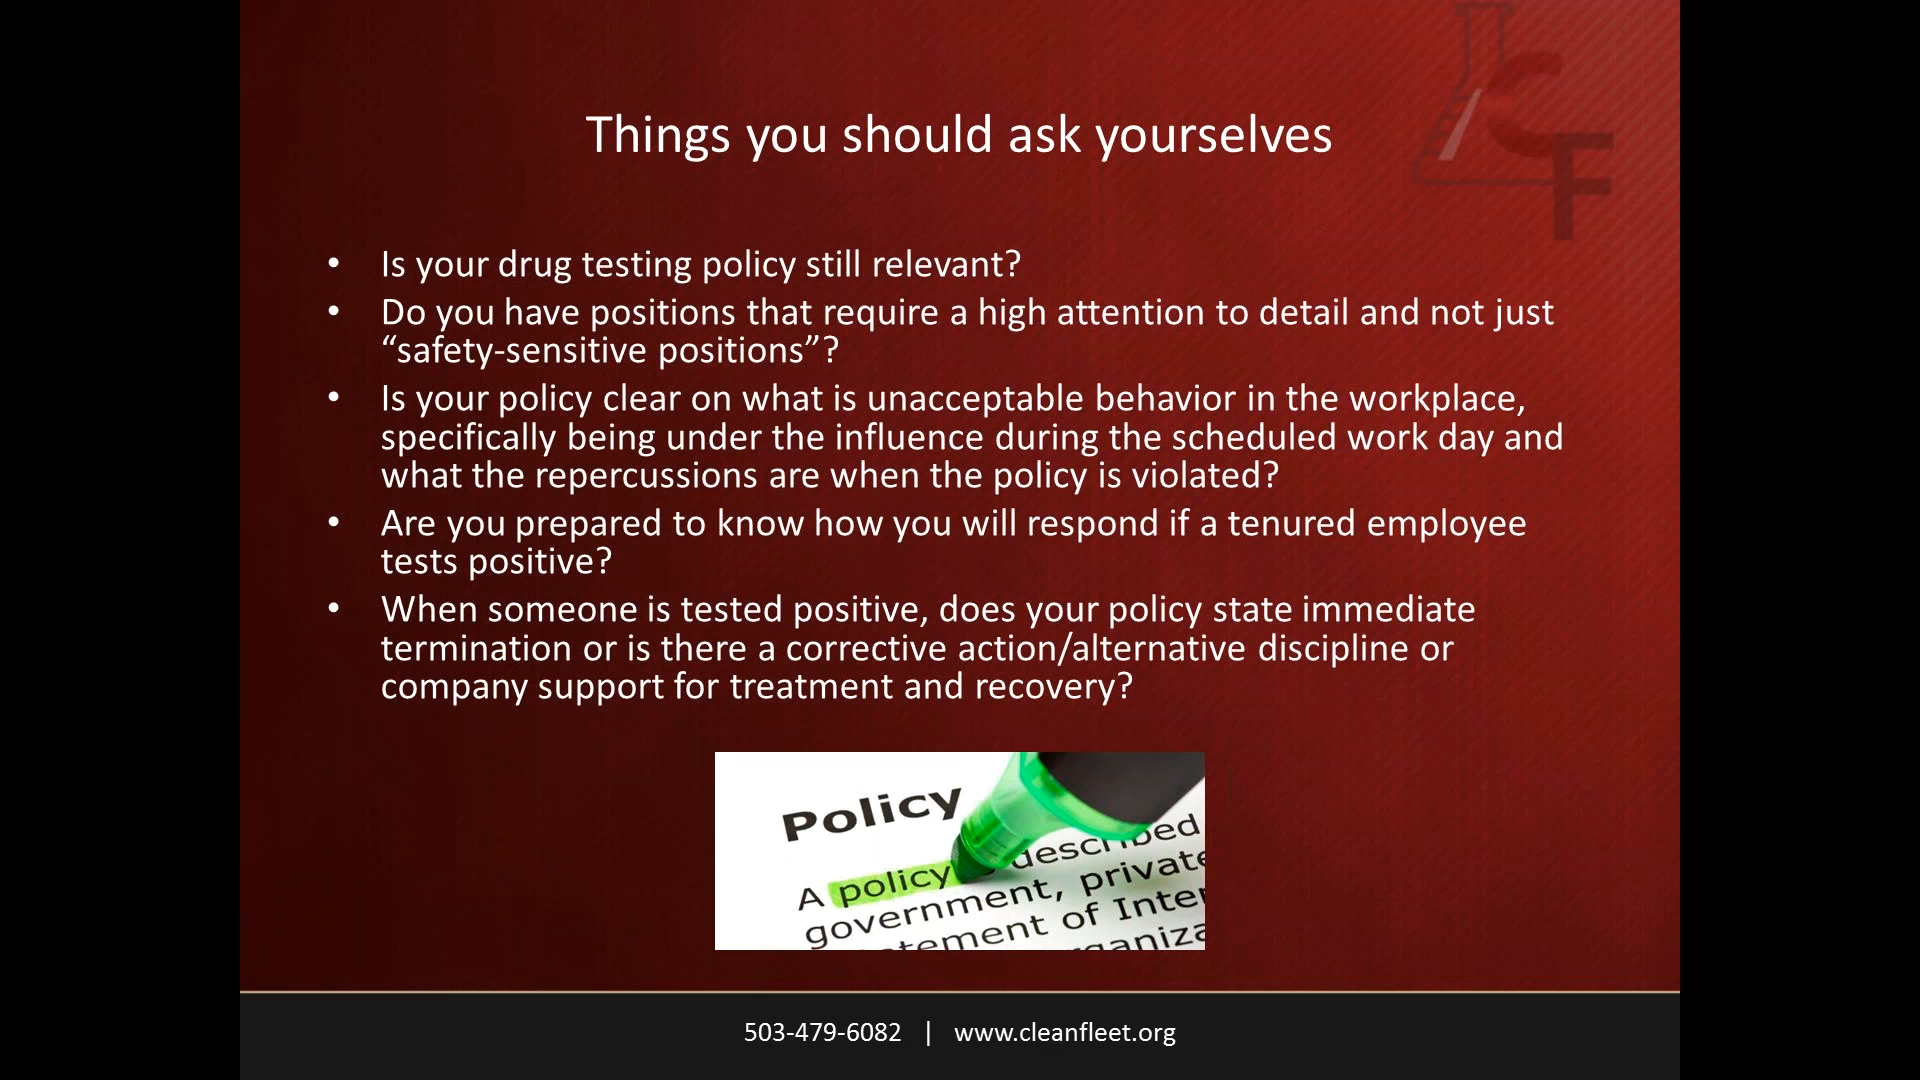 CF
Things you should ask yourselves
• Is your drug testing policy still relevant?
• Do you have positions that require a high attention to detail and not just
“safety-sensitive positions”?
• Is your policy clear on what is unacceptable behavior in the workplace,
specifically being under the influence during the scheduled work day and
what the repercussions are when the policy is violated?
• Are you prepared to know how you will respond if a tenured employee
tests positive?
• When someone is tested positive, does your policy state immediate
termination or is there a corrective action/alternative discipline or
company support for treatment and recovery?
Policy
A policy described
government, private
statement of Inter
organiza
503-479-6082 | www.cleanfleet.org